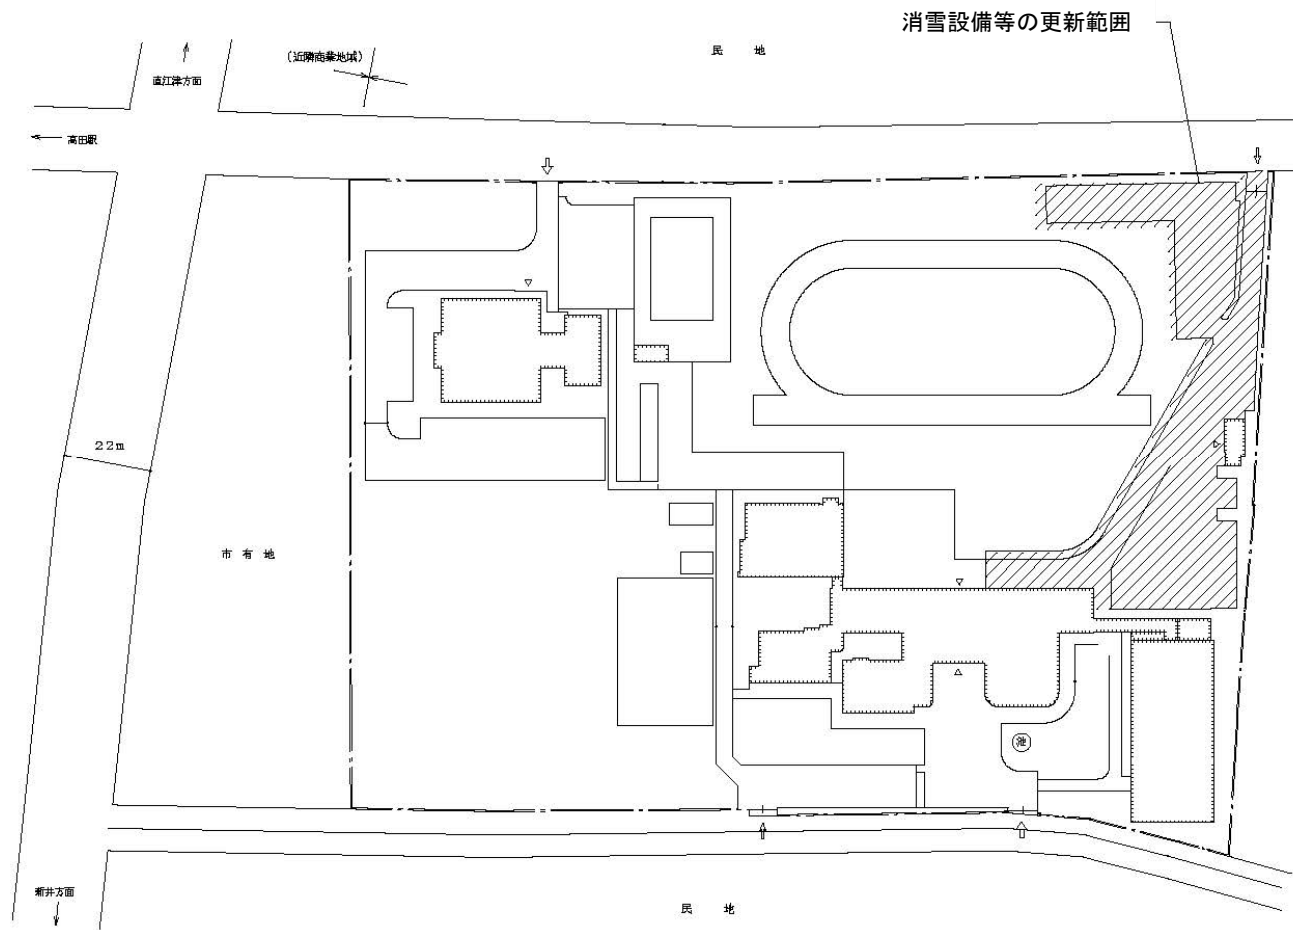 消雪設備等の更新範囲
民 地
(近隣商業地域)
直江津方面
高田駅
22m
市 有 地
池
新井方面
民 地